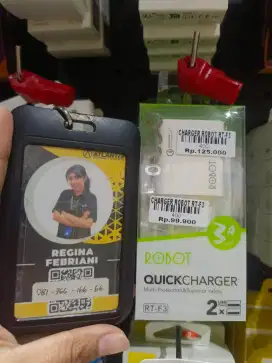 ATLANTIS
REGINA
FEBRIANI
CHARGER ROBOT RT-F3
Rp.125.000
CHARGER ROBOT RT-F3
Rp.99.900
3A
ROBOT
QUICKCHARGER
RT-F3
2×